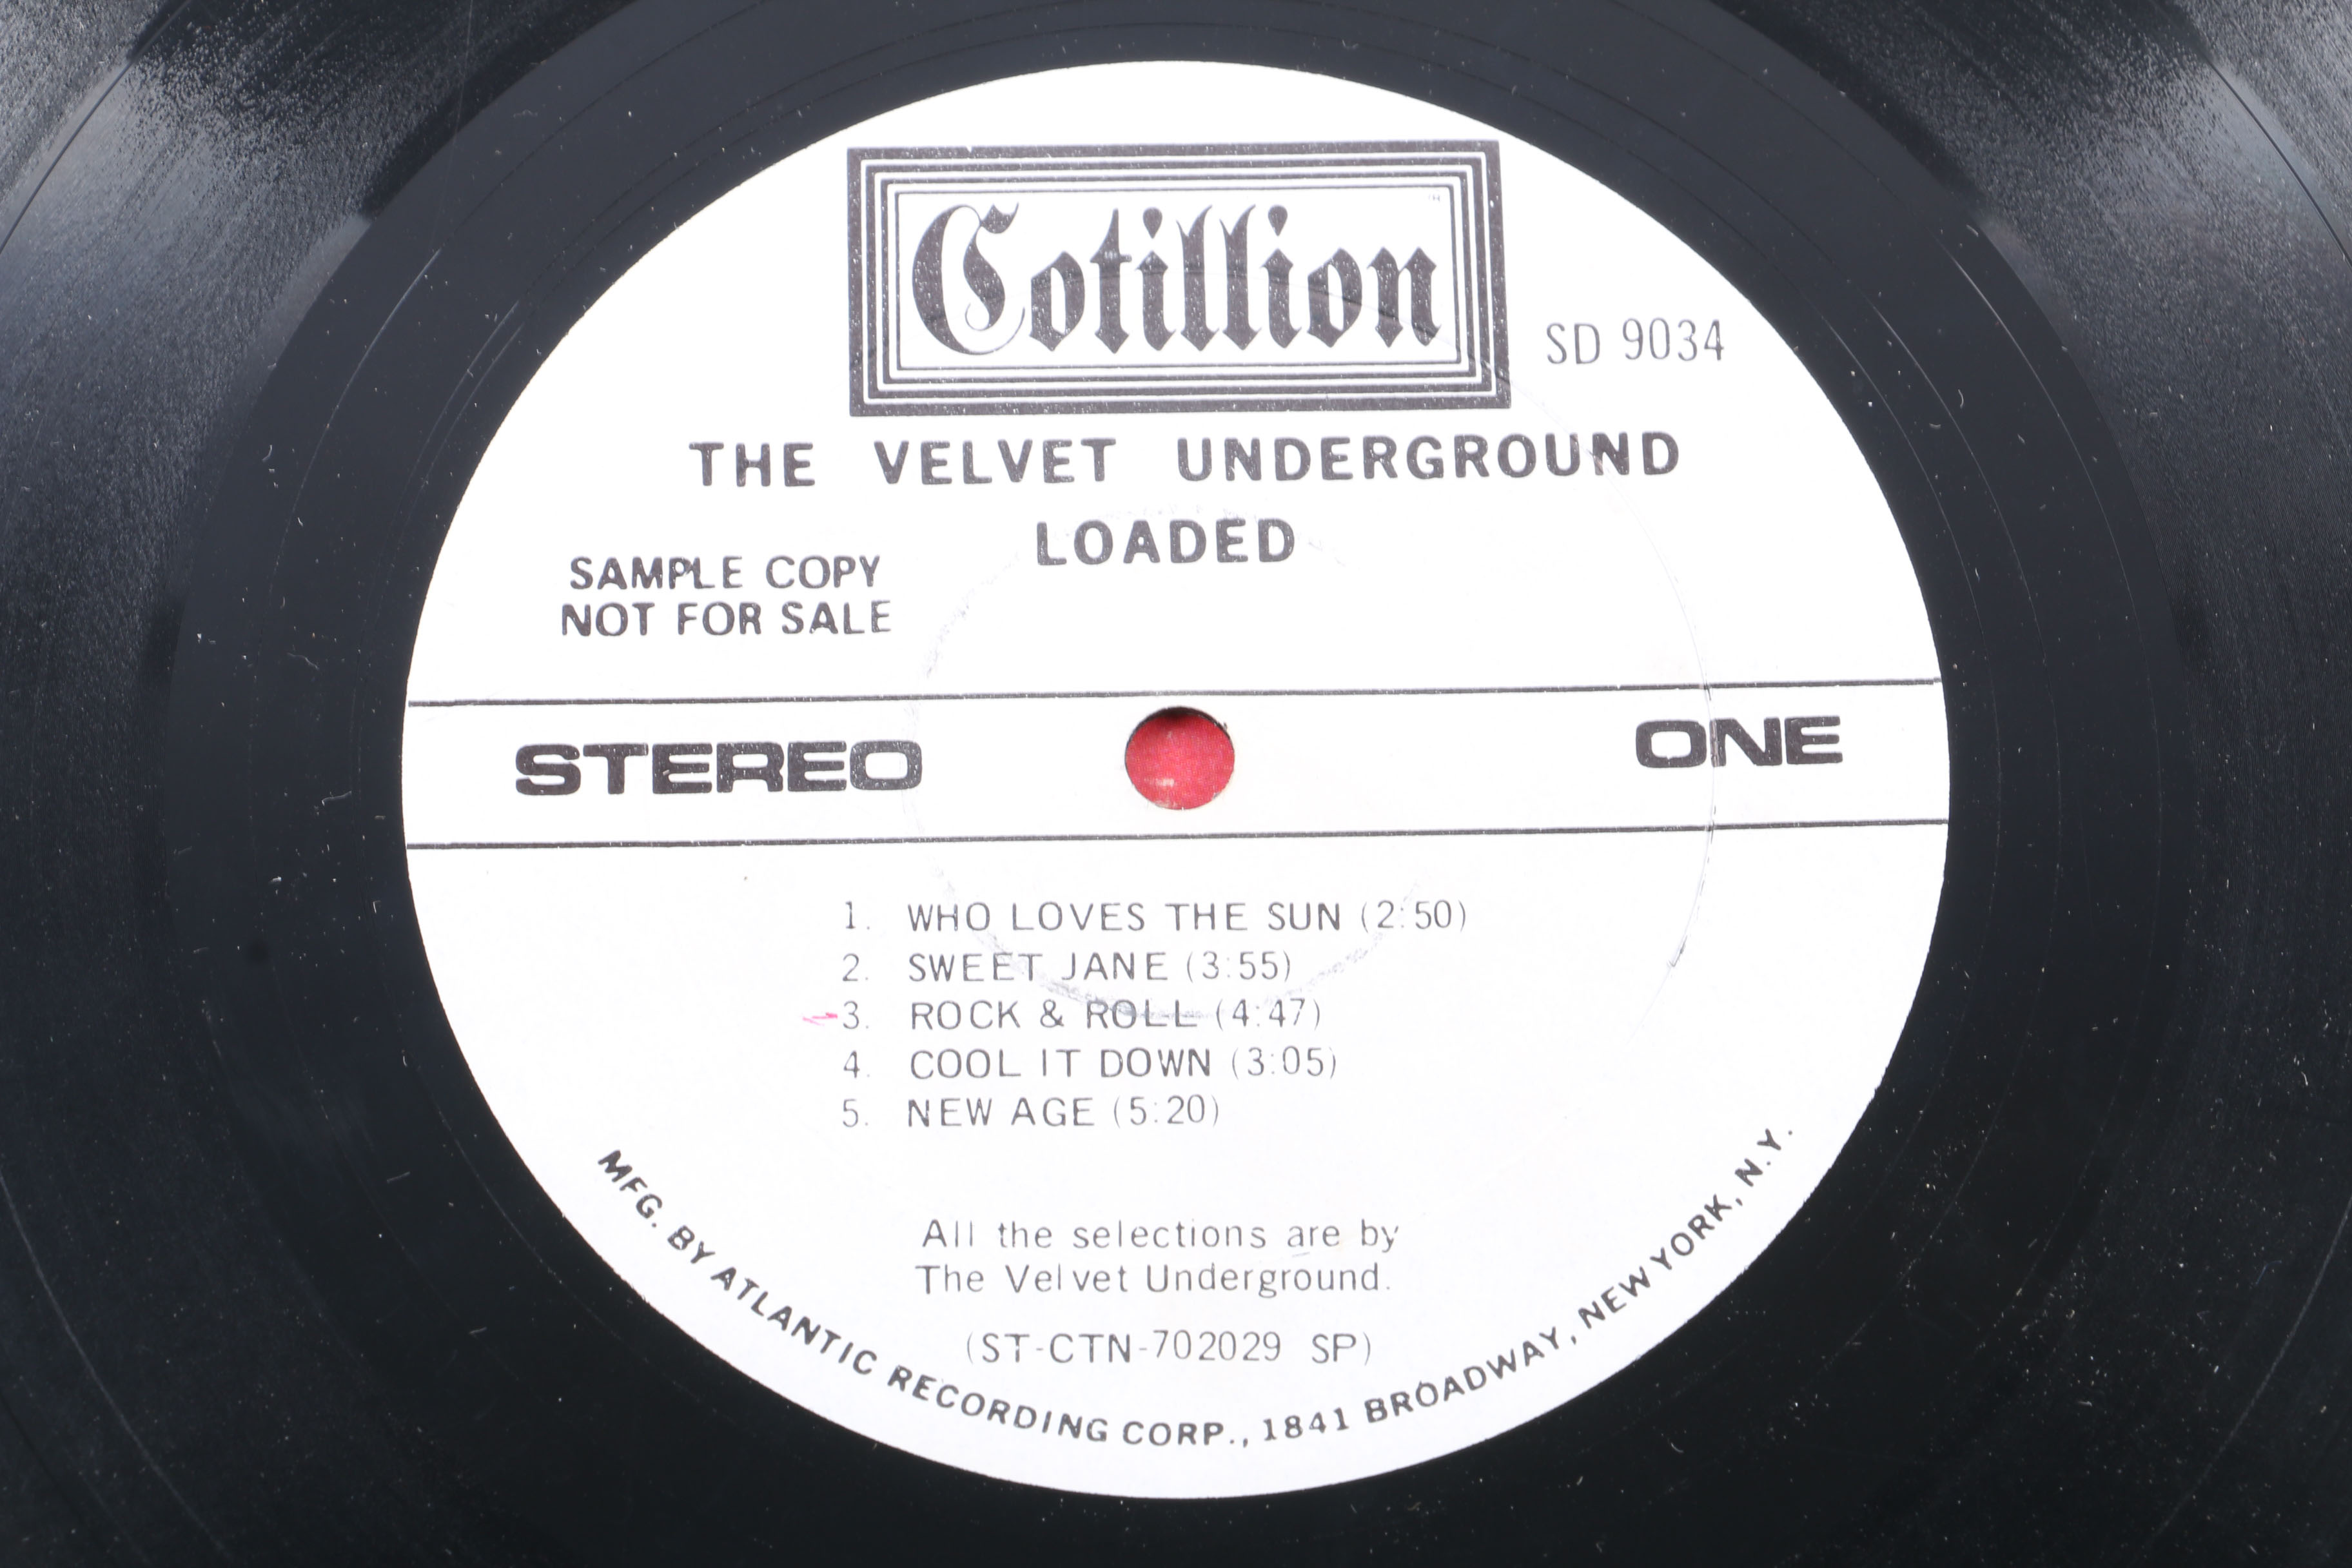 Cotillion
SD 9034
THE VELVET UNDERGROUND
LOADED
SAMPLE COPY
NOT FOR SALE
STEREO
ONE
1. WHO LOVES THE SUN (2:50)
2. SWEET JANE (3:55)
3. ROCK & ROLL (4:47)
4. COOL IT DOWN (3:05)
5. NEW AGE (5:20)
All the selections are by
The Velvet Underground.
(ST-CTN-702029 SP)
MFG. BY ATLANTIC RECORDING CORP., 1841 BROADWAY, NEW YORK, N.Y.